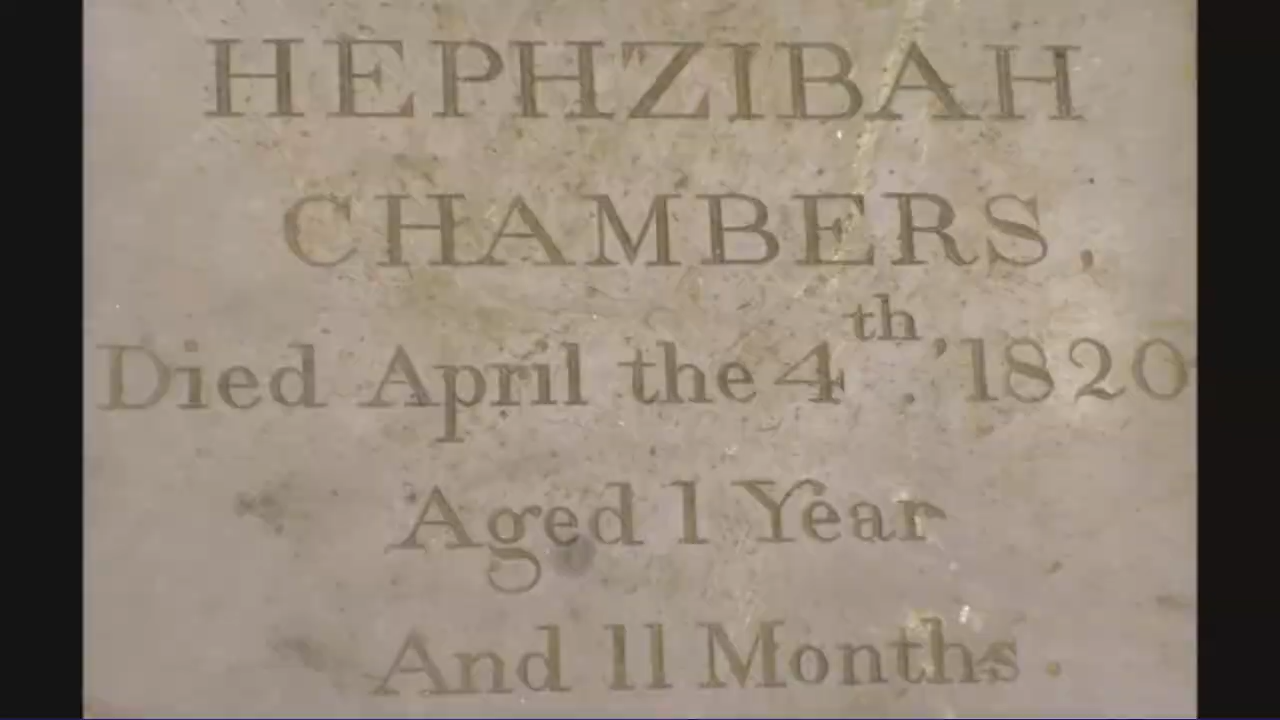 HEPHZIBAH
CHAMBERS,
Died April the 4th, 1820
Aged 1 Year
And 11 Months.